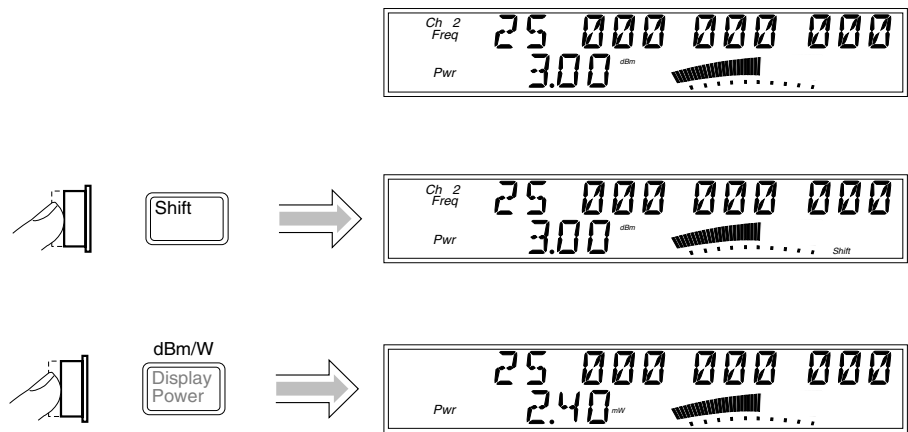 Ch 2
Freq 25 000 000 000
Pwr 3.00 dBm
Shift
Ch 2
Freq 25 000 000 000
Pwr 3.00 dBm
Shift
dBm/W
Display
Power
25 000 000 000
Pwr 2.40 mW